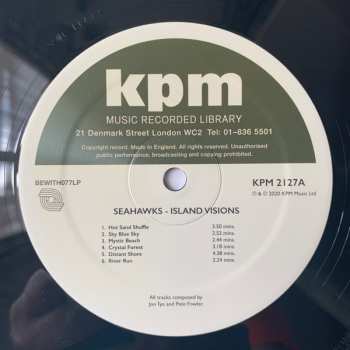 kpm
MUSIC RECORDED LIBRARY
21 Denmark Street London WC2 Tel: 01–836 5501
Copyright record. Made in England. All rights reserved. Unauthorised
public performance, broadcasting and copying prohibited.
BEWITH077LP
KPM 2127A
℗ & © 2020 KPM Music Ltd
SEAHAWKS - ISLAND VISIONS
1. Hot Sand Shuffle 3.50 mins.
2. Sky Blue Sky 2.52 mins.
3. Mystic Beach 2.44 mins.
4. Crystal Forest 3.18 mins.
5. Distant Shore 4.38 mins.
6. River Run 2.24 mins.
All tracks composed by
Jon Tye and Pete Fowler